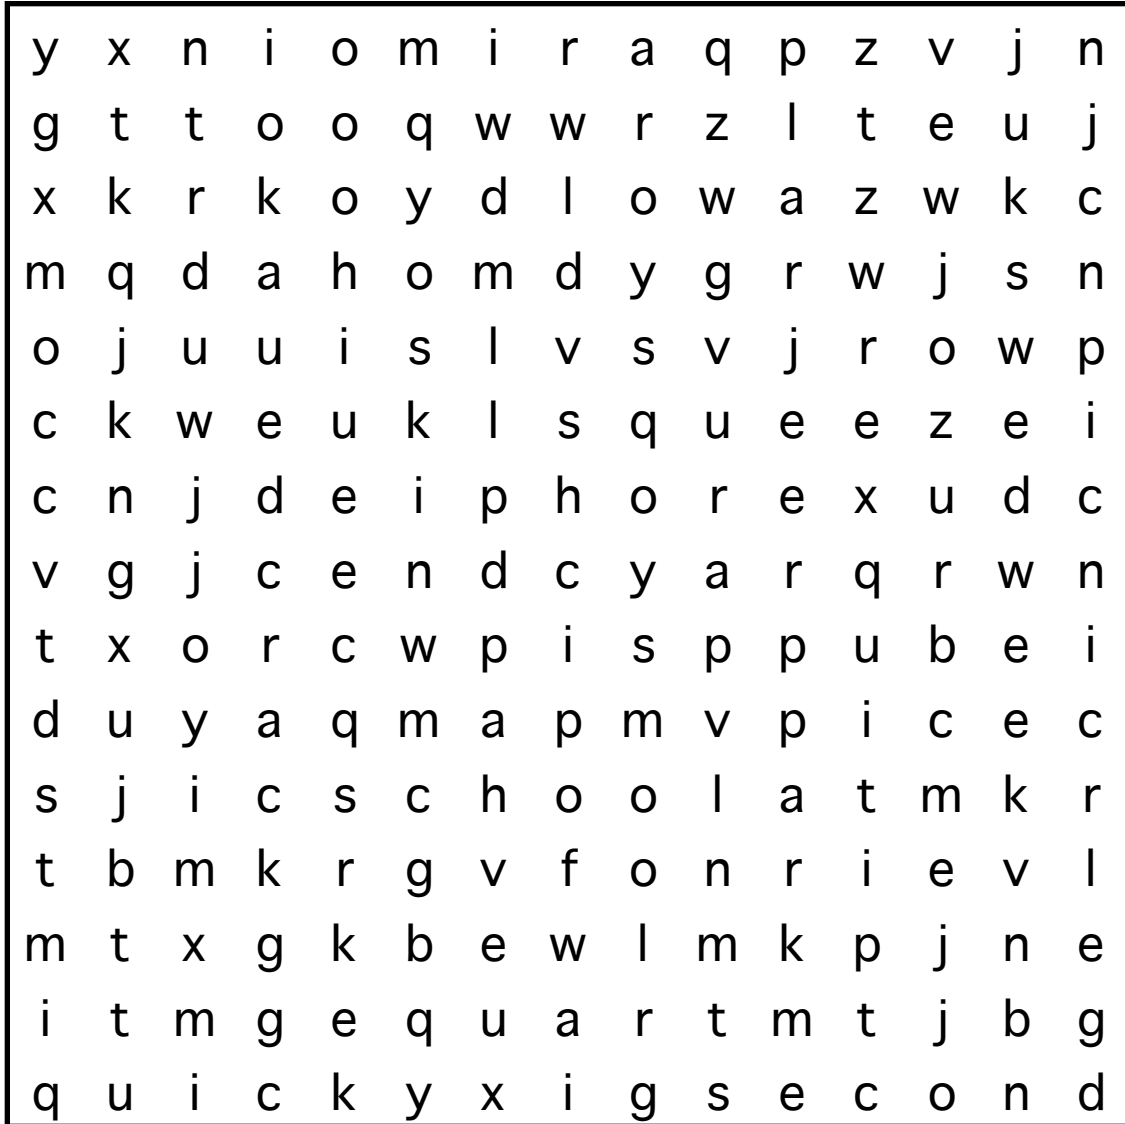 y x n i o m i r a q p z v j n
g t t o o q w w r z l t e u j
x k r k o y d l o w a z w k c
m q d a h o m d y g r w j s n
o j u u i s l v s v j r o w p
c k w e u k l s q u e e z e i
c n j d e i p h o r e x u d c
v g j c e n d c y a r q r w n
t x o r c w p i s p p u b e i
d u y a q m a p m v p i c e c
s j i c s c h o o l a t m k r
t b m k r g v f o n r i e v l
m t x g k b e w l m k p j n e
i t m g e q u a r t m t j b g
q u i c k y x i g s e c o n d